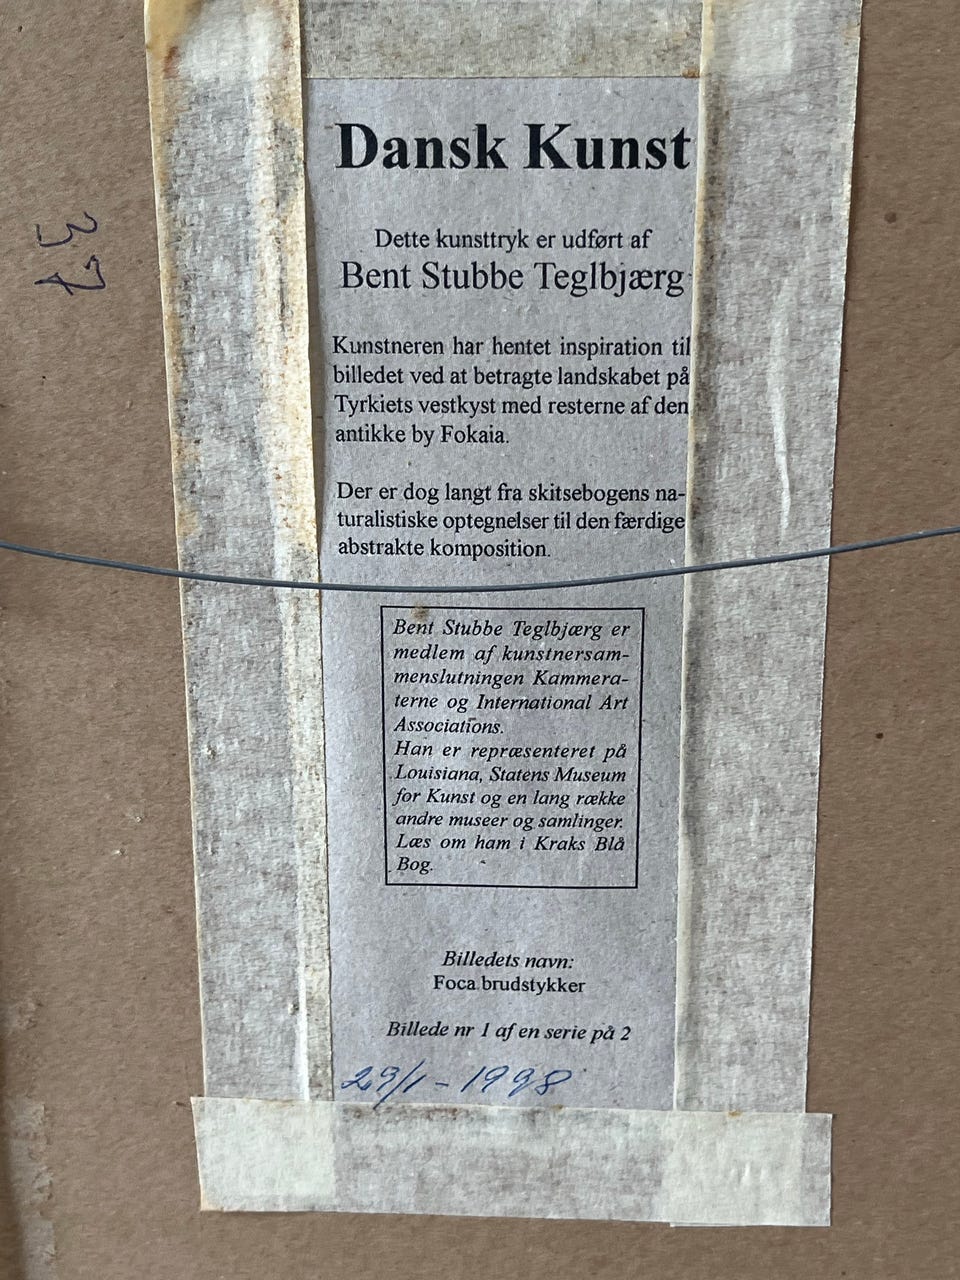 Dansk Kunst
Dette kunsttryk er udført af
Bent Stubbe Teglbjærg
Kunstneren har hentet inspiration til
billedet ved at betragte landskabet på
Tyrkiets vestkyst med resterne af den
antikke by Fokaia.
Der er dog langt fra skitsebogens na-
turalistiske optegnelser til den færdige
abstrakte komposition.
Bent Stubbe Teglbjærg er
medlem af kunstnersam-
menslutningen Kammera-
terne og International Art
Associations.
Han er repræsenteret på
Louisiana, Statens Museum
for Kunst og en lang række
andre museer og samlinger.
Læs om ham i Kraks Blå
Bog.
Billedets navn:
Foca brudstykker
Billede nr 1 af en serie på 2
29/1 - 1998
37